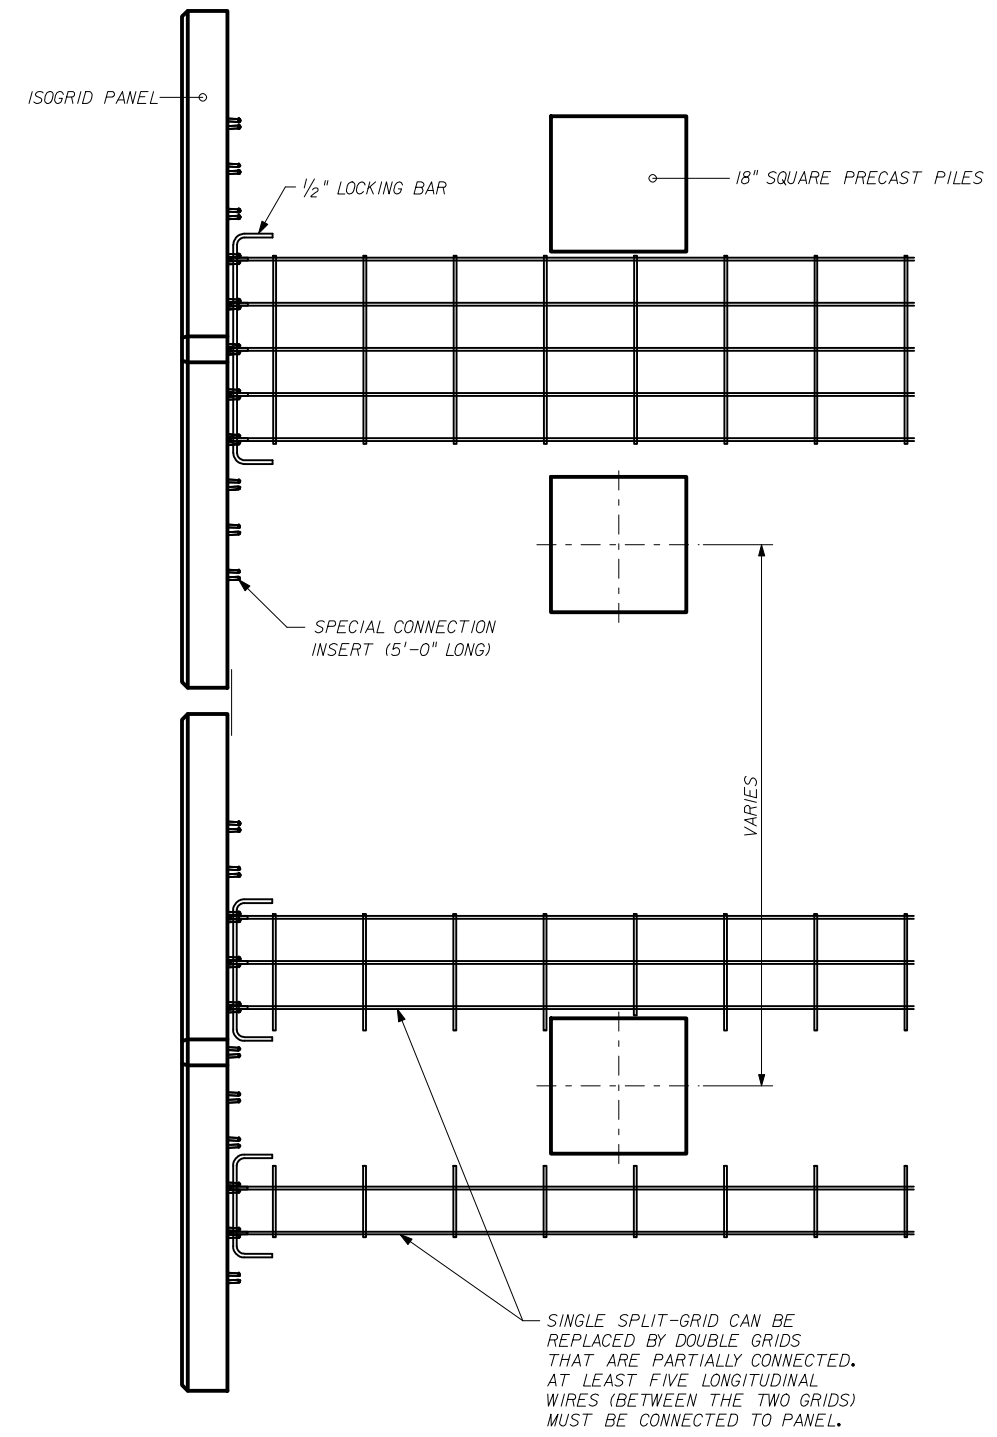 ISOGRID PANEL
½" LOCKING BAR
18" SQUARE PRECAST PILES
SPECIAL CONNECTION
INSERT (5'-0" LONG)
VARIES
SINGLE SPLIT-GRID CAN BE
REPLACED BY DOUBLE GRIDS
THAT ARE PARTIALLY CONNECTED.
AT LEAST FIVE LONGITUDINAL
WIRES (BETWEEN THE TWO GRIDS)
MUST BE CONNECTED TO PANEL.